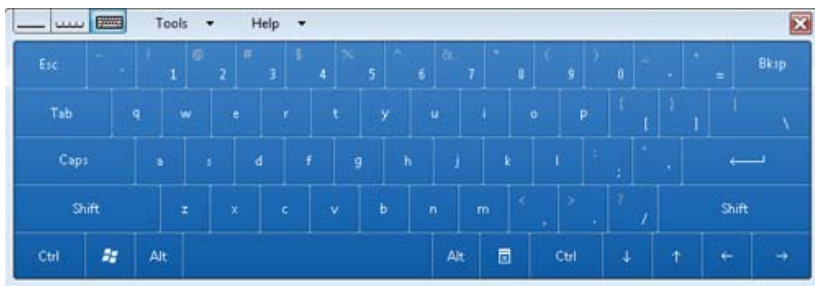 Tools Help
Esc ~ ` ! 1 @ 2 # 3 $ 4 % 5 ^ 6 & 7 * 8 ( 9 ) 0 _ - + = Bksp
Tab q w e r t y u i o p { [ } ] | \
Caps a s d f g h j k l : ; " '
Shift z x c v b n m < , > . ? / Shift
Ctrl Alt Alt Ctrl ↓ ↑ ← →